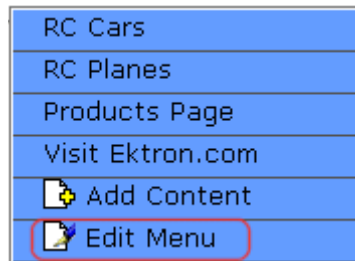 RC Cars
RC Planes
Products Page
Visit Ektron.com
Add Content
Edit Menu